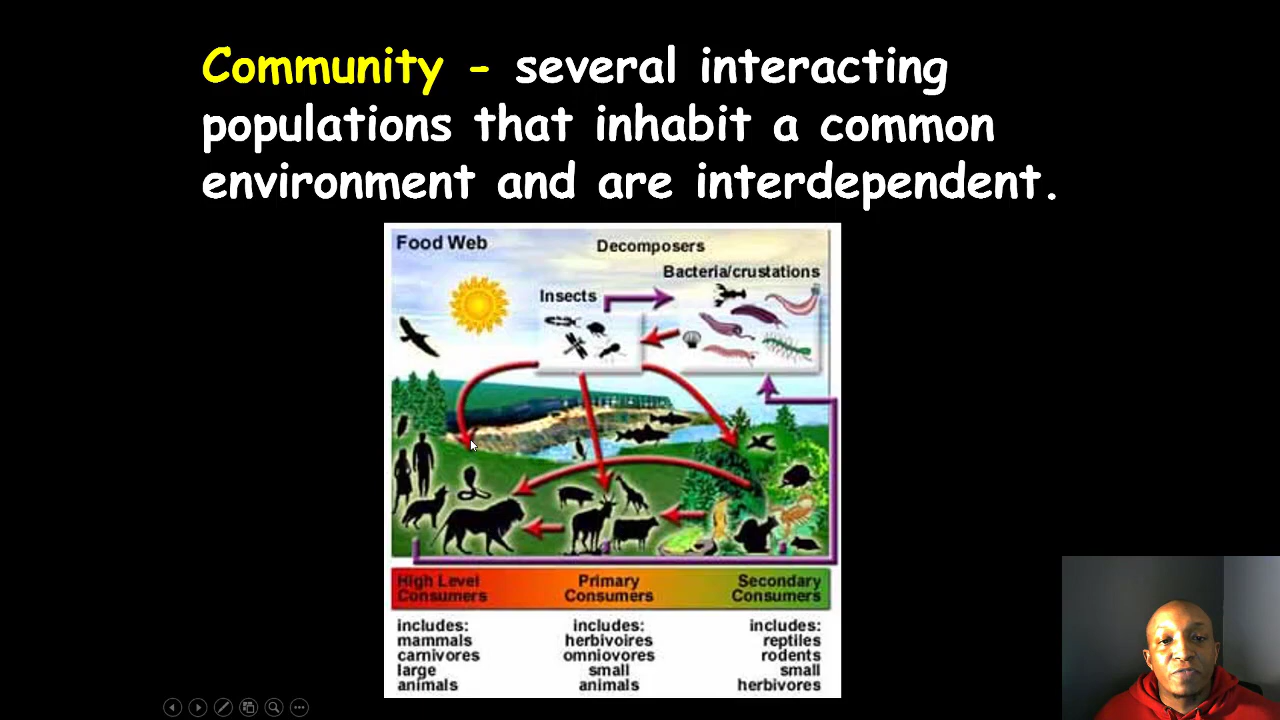 Community - several interacting
populations that inhabit a common
environment and are interdependent.
Food Web
Decomposers
Bacteria/crustations
Insects
High Level
Consumers
Primary
Consumers
Secondary
Consumers
includes:
mammals
carnivores
large
animals
includes:
herbivoires
omniovores
small
animals
includes:
reptiles
rodents
small
herbivores